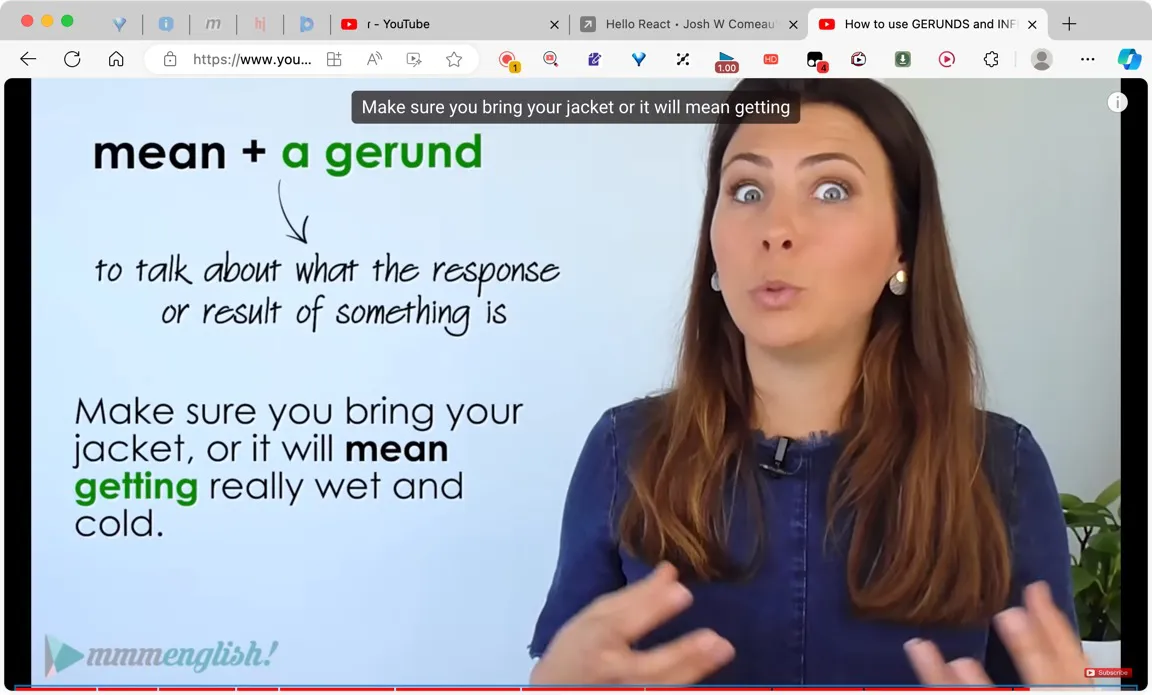 m
h|
r - YouTube
Hello React • Josh W Comeau
How to use GERUNDS and INF
https://www.you...
1
A
1.00
HD
4
Make sure you bring your jacket or it will mean getting
mean + a gerund
to talk about what the response
or result of something is
Make sure you bring your
jacket, or it will mean
getting really wet and
cold.
mmmenglish!
Subscribe